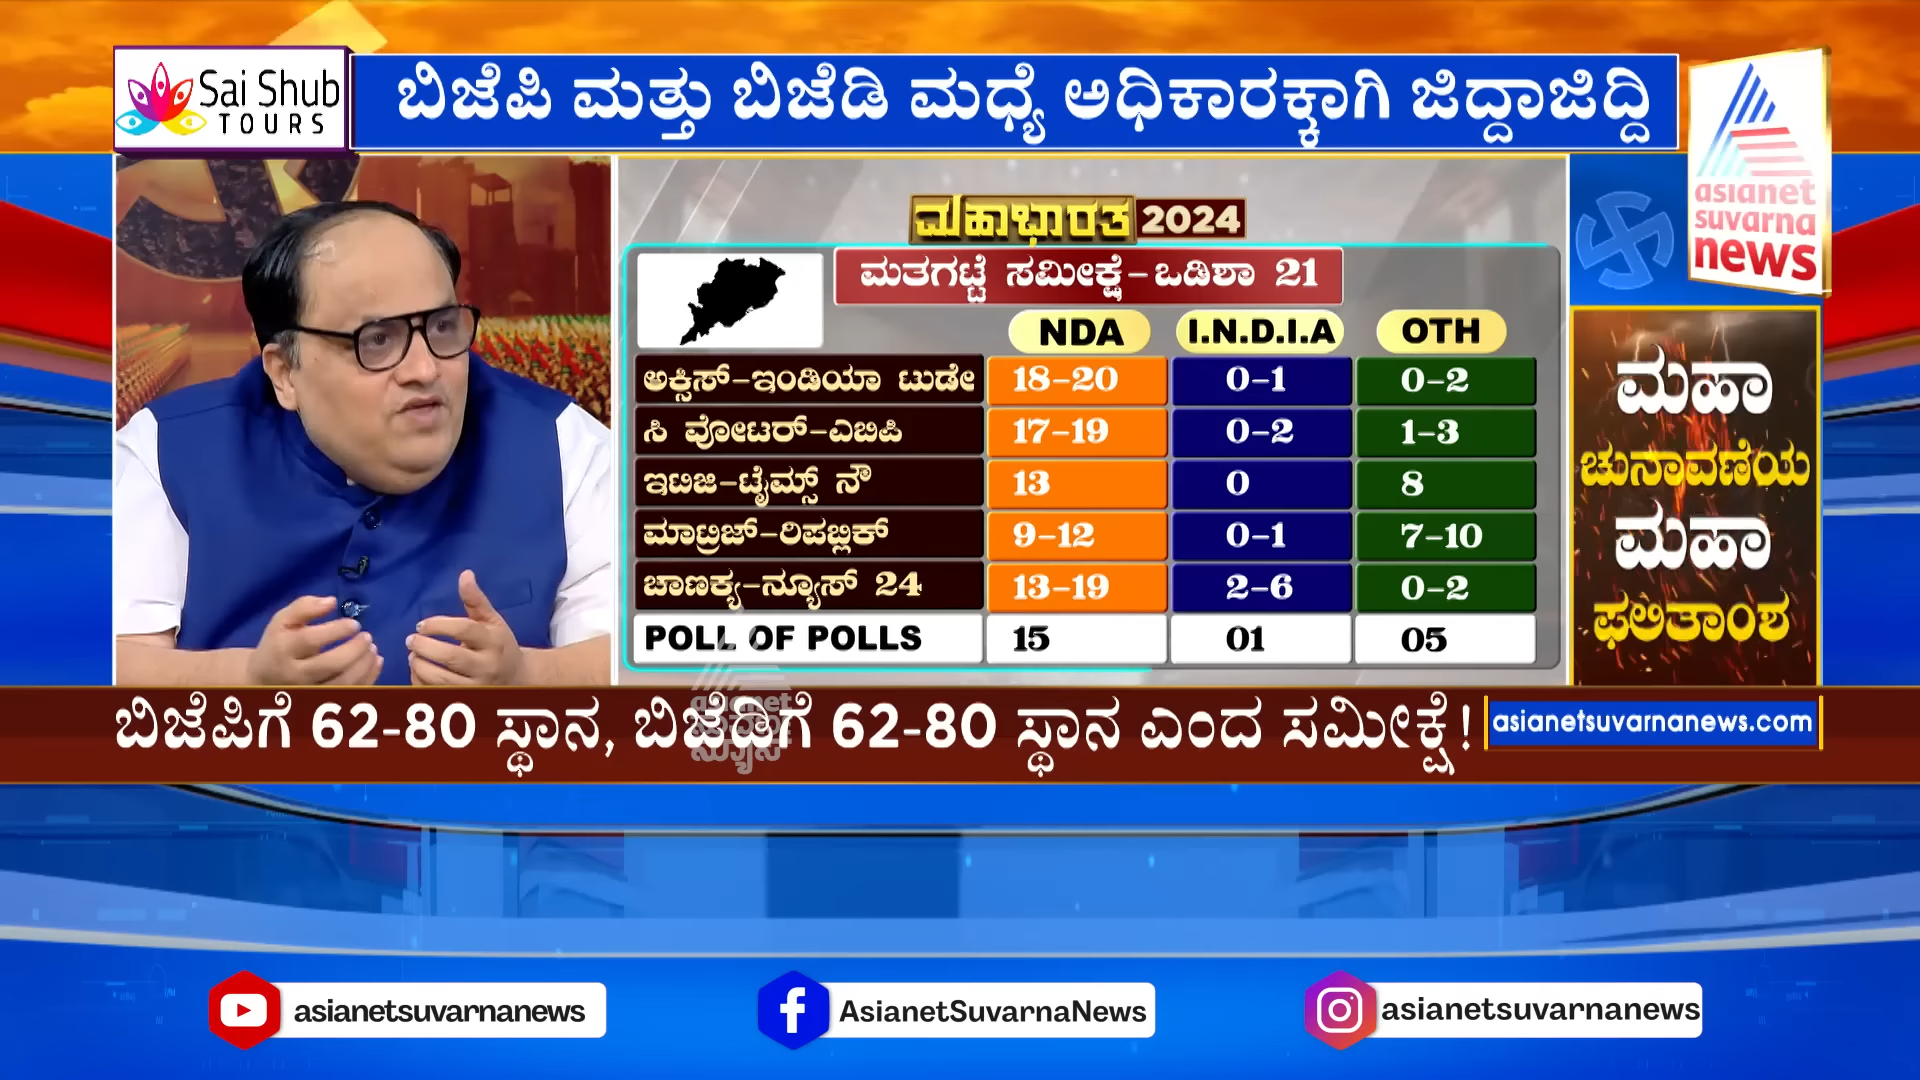 Sai Shub
TOURS
ಬಿಜೆಪಿ ಮತ್ತು ಬಿಜೆಡಿ ಮಧ್ಯೆ ಅಧಿಕಾರಕ್ಕಾಗಿ ಜಿದ್ದಾಜಿದ್ದಿ
asianet
suvarna
news
ಮಹಾಭಾರತ 2024
ಮತಗಟ್ಟೆ ಸಮೀಕ್ಷೆ-ಒಡಿಶಾ 21
NDA I.N.D.I.A OTH
ಅಕ್ಸಿಸ್-ಇಂಡಿಯಾ ಟುಡೇ 18-20 0-1 0-2
ಸಿ ವೋಟರ್-ಎಬಿಪಿ 17-19 0-2 1-3
ಇಟಿಜಿ-ಟೈಮ್ಸ್ ನೌ 13 0 8
ಮಾಟ್ರಿಜ್-ರಿಪಬ್ಲಿಕ್ 9-12 0-1 7-10
ಚಾಣಕ್ಯ-ನ್ಯೂಸ್ 24 13-19 2-6 0-2
POLL OF POLLS 15 01 05
ಮಹಾ
ಚುನಾವಣೆಯ
ಮಹಾ
ಫಲಿತಾಂಶ
asianet
ಸುವರ್ಣ
ನ್ಯೂಸ್
ಬಿಜೆಪಿಗೆ 62-80 ಸ್ಥಾನ, ಬಿಜೆಡಿಗೆ 62-80 ಸ್ಥಾನ ಎಂದ ಸಮೀಕ್ಷೆ!
asianetsuvarnanews.com
asianetsuvarnanews
AsianetSuvarnaNews
asianetsuvarnanews